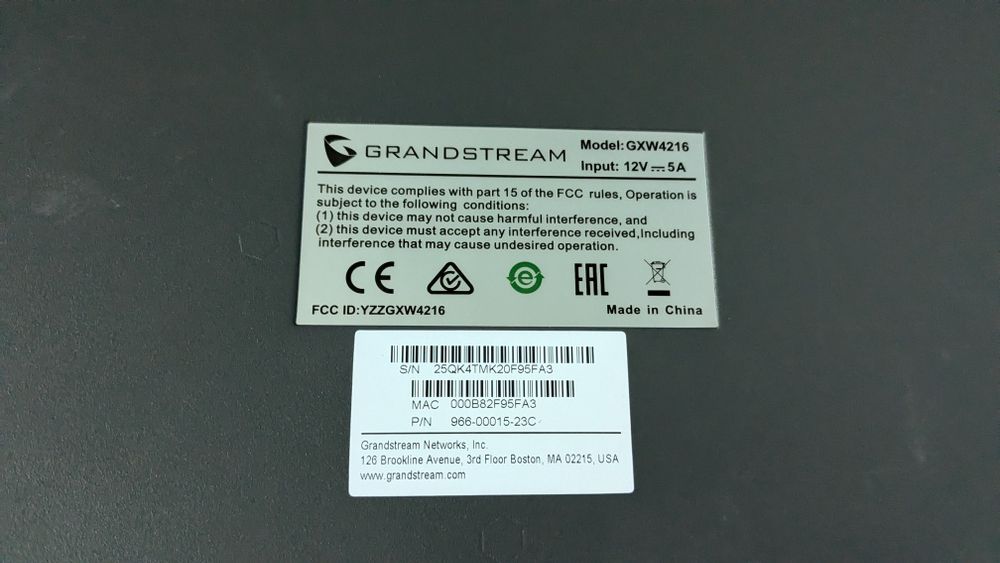 GRANDSTREAM
Model:GXW4216
Input: 12V⎓5A
This device complies with part 15 of the FCC rules, Operation is
subject to the following conditions:
(1) this device may not cause harmful interference, and
(2) this device must accept any interference received,Including
interference that may cause undesired operation.
CE
e
EAC
FCC ID:YZZGXW4216
Made in China
S/N 25QK4TMK20F95FA3
MAC 000B82F95FA3
P/N 966-00015-23C
Grandstream Networks, Inc.
126 Brookline Avenue, 3rd Floor Boston, MA 02215, USA
www.grandstream.com